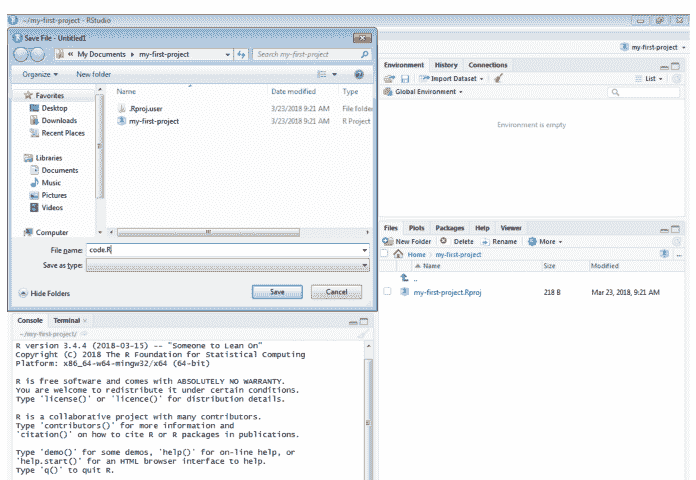 ~/my-first-project - RStudio
Save File - Untitled1
« My Documents ▸ my-first-project
Search my-first-project
Organize
New folder
Name
Date modified
Type
Favorites
Desktop
Downloads
Recent Places
Libraries
Documents
Music
Pictures
Videos
Computer
.Rproj.user
3/23/2018 9:21 AM
File folder
my-first-project
3/23/2018 9:21 AM
R Project
File name: code.R
Save as type:
Hide Folders
Save
Cancel
my-first-project
Environment History Connections
Import Dataset
List
Global Environment
Environment is empty
Files Plots Packages Help Viewer
New Folder Delete Rename More
Home my-first-project
Name Size Modified
..
my-first-project.Rproj 218 B Mar 23, 2018, 9:21 AM
Console Terminal ×
~/my-first-project/
R version 3.4.4 (2018-03-15) -- "Someone to Lean On"
Copyright (C) 2018 The R Foundation for Statistical Computing
Platform: x86_64-w64-mingw32/x64 (64-bit)
R is free software and comes with ABSOLUTELY NO WARRANTY.
You are welcome to redistribute it under certain conditions.
Type 'license()' or 'licence()' for distribution details.
R is a collaborative project with many contributors.
Type 'contributors()' for more information and
'citation()' on how to cite R or R packages in publications.
Type 'demo()' for some demos, 'help()' for on-line help, or
'help.start()' for an HTML browser interface to help.
Type 'q()' to quit R.